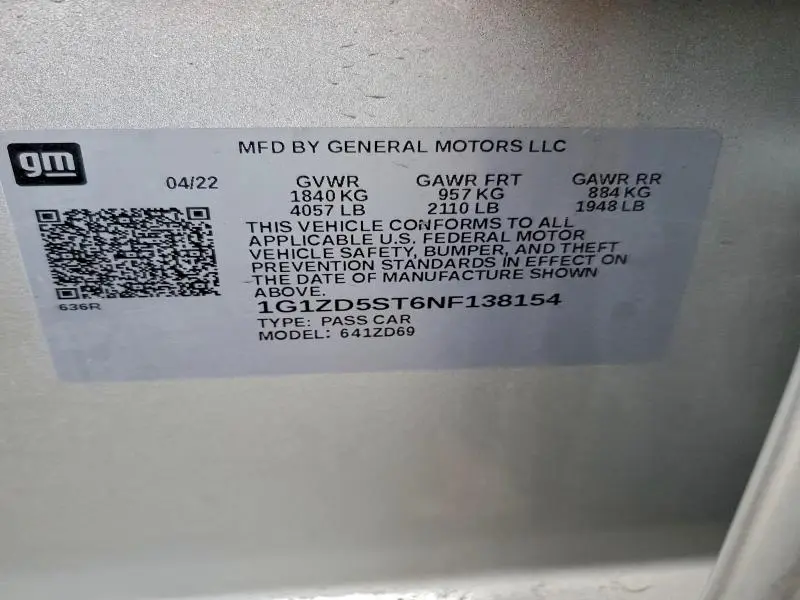 gm
MFD BY GENERAL MOTORS LLC
04/22 GVWR GAWR FRT GAWR RR
1840 KG 957 KG 884 KG
4057 LB 2110 LB 1948 LB
THIS VEHICLE CONFORMS TO ALL
APPLICABLE U.S. FEDERAL MOTOR
VEHICLE SAFETY, BUMPER, AND THEFT
PREVENTION STANDARDS IN EFFECT ON
THE DATE OF MANUFACTURE SHOWN
ABOVE.
636R
1G1ZD5ST6NF138154
TYPE: PASS CAR
MODEL: 641ZD69